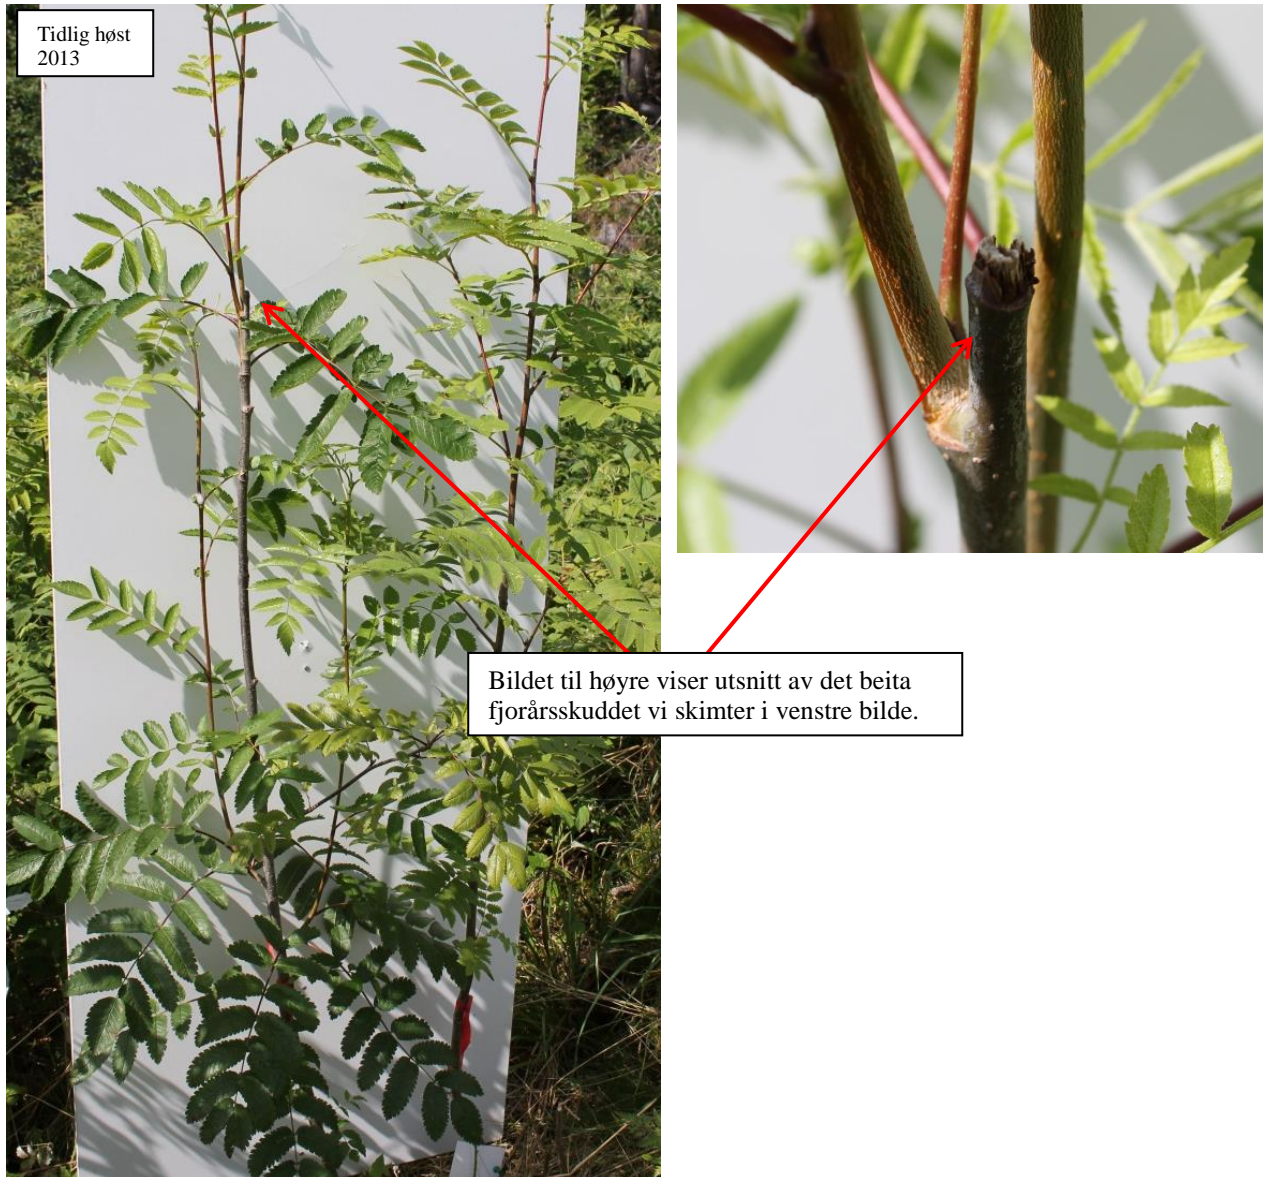 Tidlig høst
2013
Bildet til høyre viser utsnitt av det beita
fjorårsskuddet vi skimter i venstre bilde.